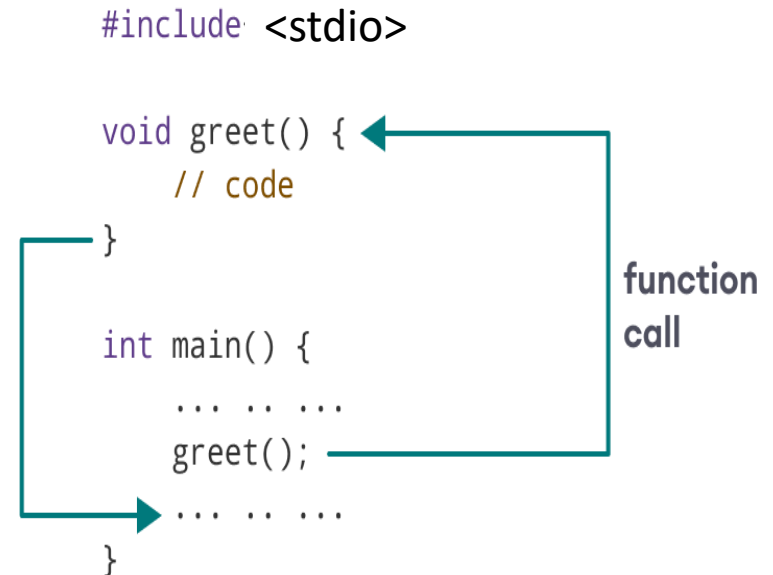 #include <stdio>
void greet() {
// code
}
function
call
int main() {
... .. ...
greet();
... .. ...
}